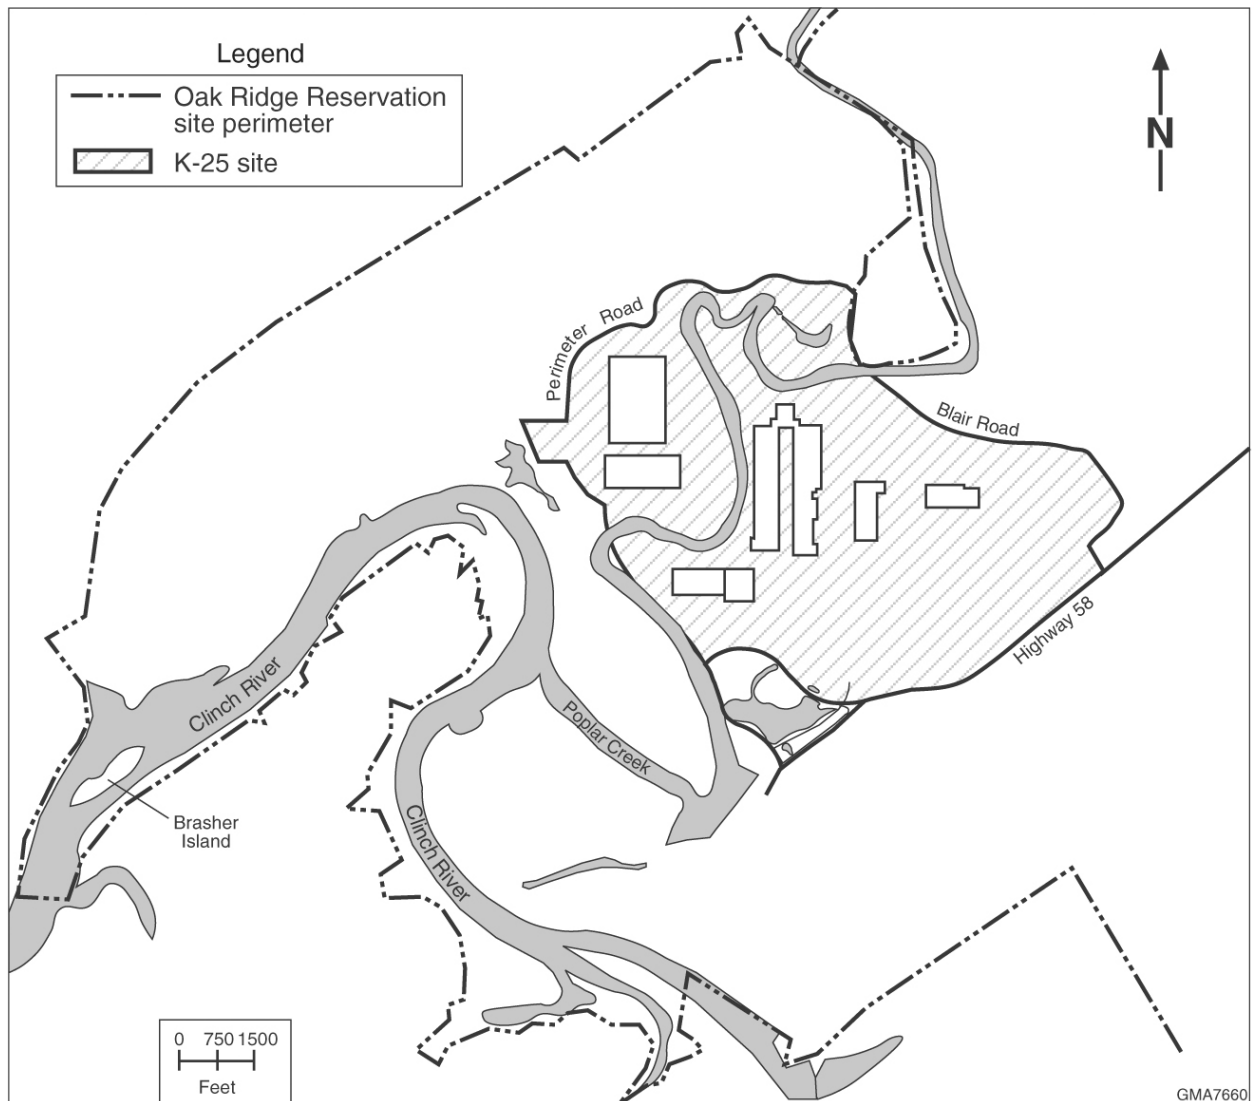 Legend
Oak Ridge Reservation
site perimeter
K-25 site
N
Perimeter Road
Blair Road
Highway 58
Clinch River
Poplar Creek
Brasher
Island
Clinch River
0 750 1500
Feet
GMA7660